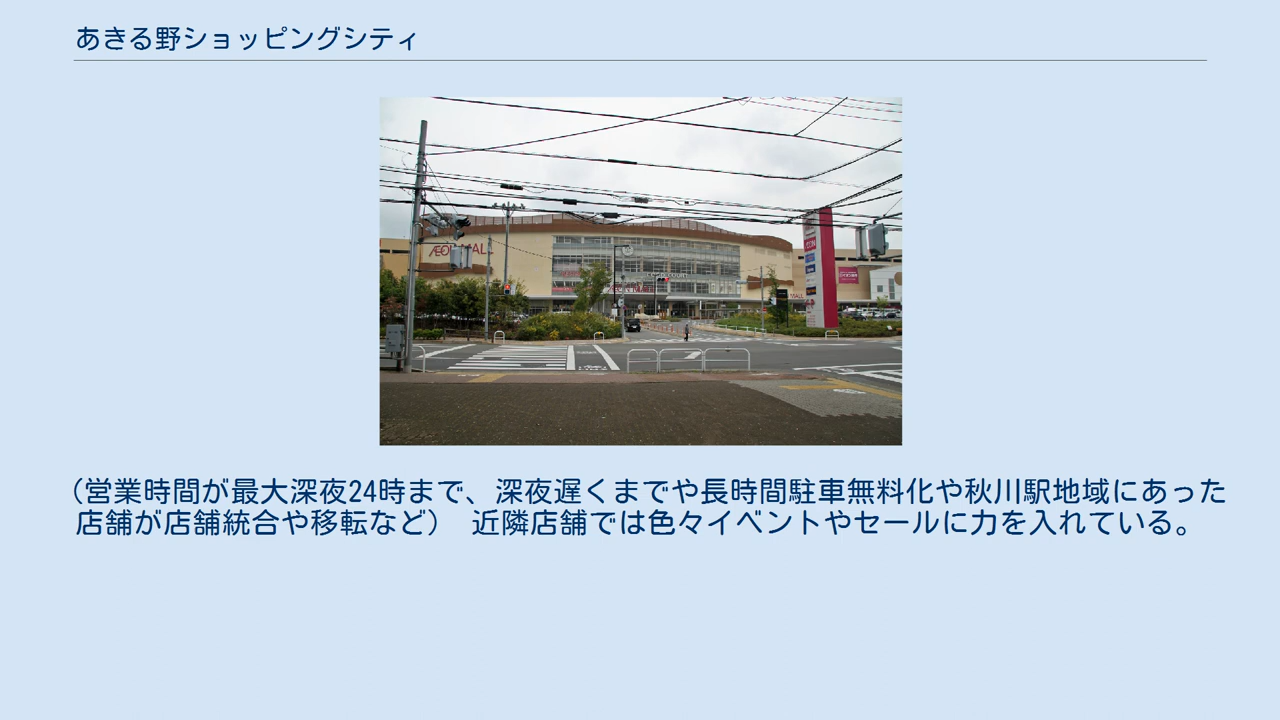 あきる野ショッピングシティ
ÆON MALL
（営業時間が最大深夜24時まで、深夜遅くまでや長時間駐車無料化や秋川駅地域にあった
店舗が店舗統合や移転など）　近隣店舗では色々イベントやセールに力を入れている。